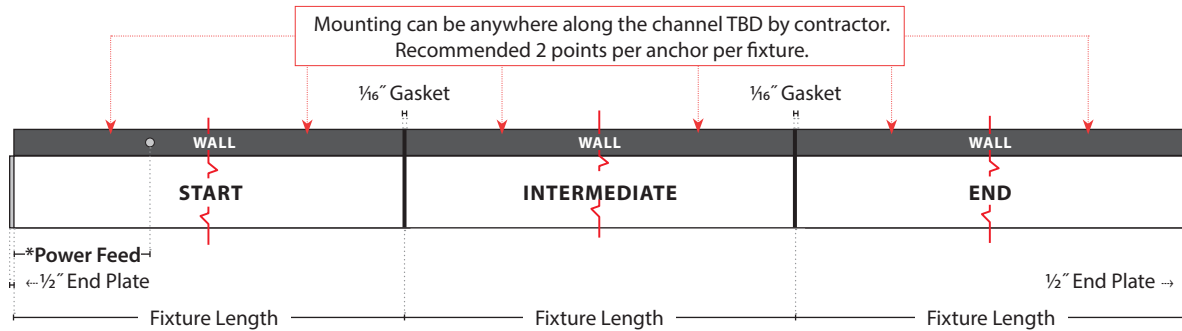 Mounting can be anywhere along the channel TBD by contractor.
Recommended 2 points per anchor per fixture.
1⁄16˝ Gasket
1⁄16˝ Gasket
WALL
WALL
WALL
START
INTERMEDIATE
END
*Power Feed
½˝ End Plate
½˝ End Plate
Fixture Length
Fixture Length
Fixture Length